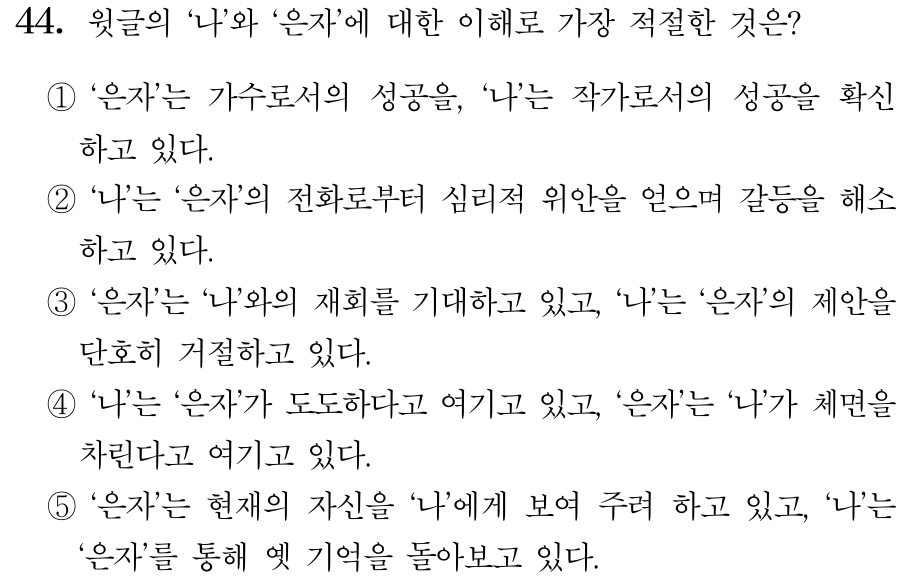 44. 윗글의 ‘나’와 ‘은자’에 대한 이해로 가장 적절한 것은?
① ‘은자’는 가수로서의 성공을, ‘나’는 작가로서의 성공을 확신
하고 있다.
② ‘나’는 ‘은자’의 전화로부터 심리적 위안을 얻으며 갈등을 해소
하고 있다.
③ ‘은자’는 ‘나’와의 재회를 기대하고 있고, ‘나’는 ‘은자’의 제안을
단호히 거절하고 있다.
④ ‘나’는 ‘은자’가 도도하다고 여기고 있고, ‘은자’는 ‘나’가 체면을
차린다고 여기고 있다.
⑤ ‘은자’는 현재의 자신을 ‘나’에게 보여 주려 하고 있고, ‘나’는
‘은자’를 통해 옛 기억을 돌아보고 있다.